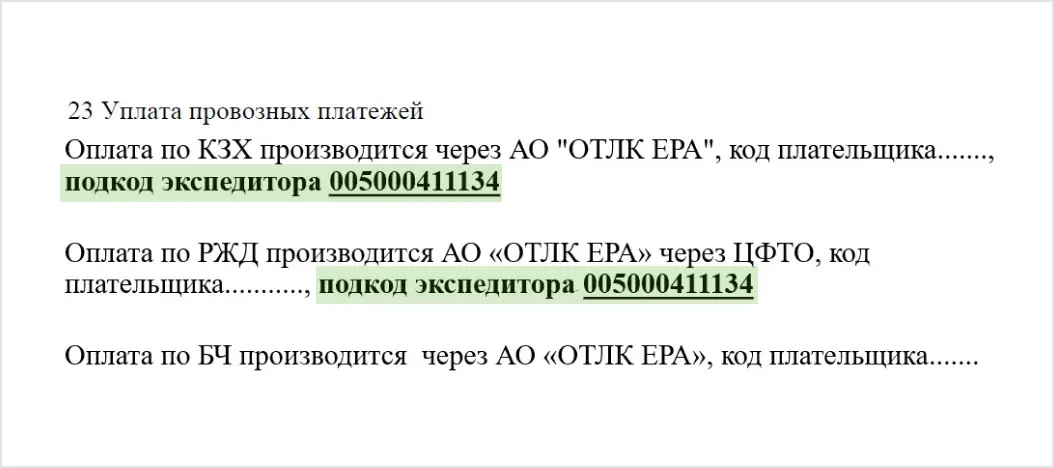 23 Уплата провозных платежей
Оплата по КЗХ производится через АО "ОТЛК ЕРА", код плательщика.......,
подкод экспедитора 005000411134
Оплата по РЖД производится АО «ОТЛК ЕРА» через ЦФТО, код
плательщика..........., подкод экспедитора 005000411134
Оплата по БЧ производится  через АО «ОТЛК ЕРА», код плательщика.......